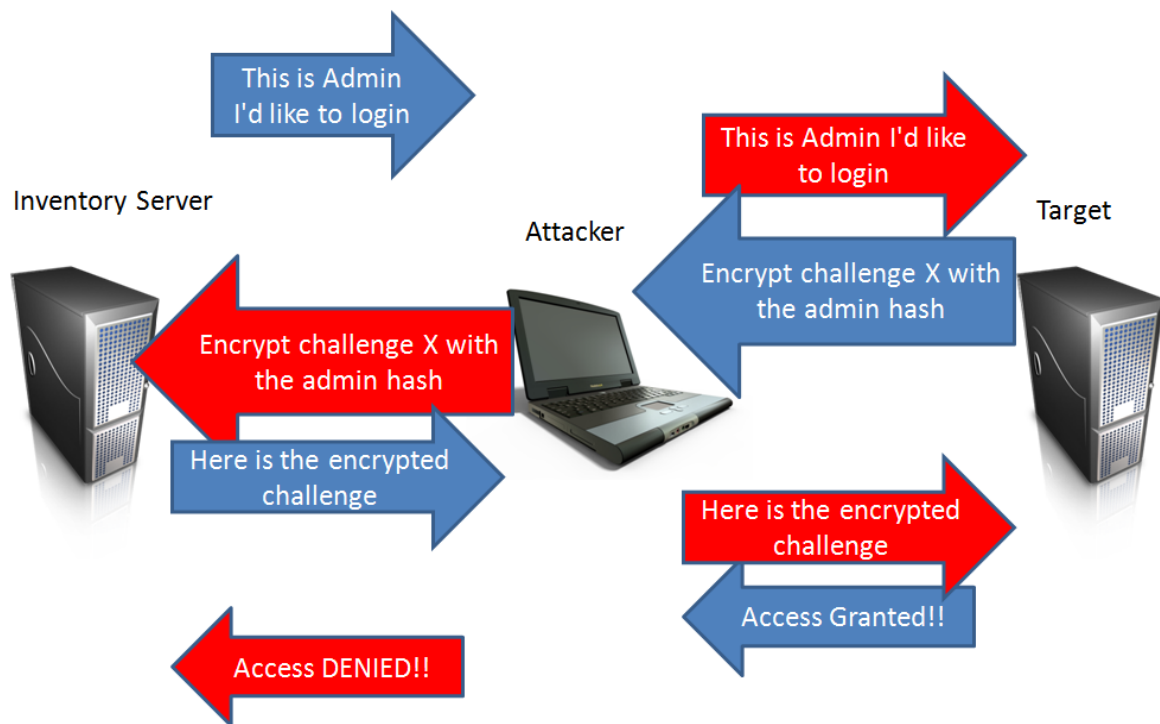 This is Admin
I'd like to login
This is Admin I'd like
to login
Inventory Server
Attacker
Target
Encrypt challenge X with
the admin hash
Encrypt challenge X with
the admin hash
Here is the encrypted
challenge
Here is the encrypted
challenge
Access Granted!!
Access DENIED!!